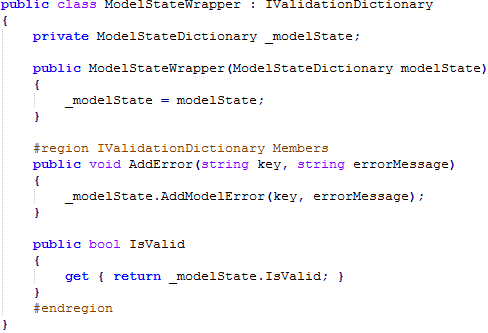 public class ModelStateWrapper : IValidationDictionary
{
    private ModelStateDictionary _modelState;

    public ModelStateWrapper(ModelStateDictionary modelState)
    {
        _modelState = modelState;
    }

    #region IValidationDictionary Members
    public void AddError(string key, string errorMessage)
    {
        _modelState.AddModelError(key, errorMessage);
    }

    public bool IsValid
    {
        get { return _modelState.IsValid; }
    }
    #endregion
}